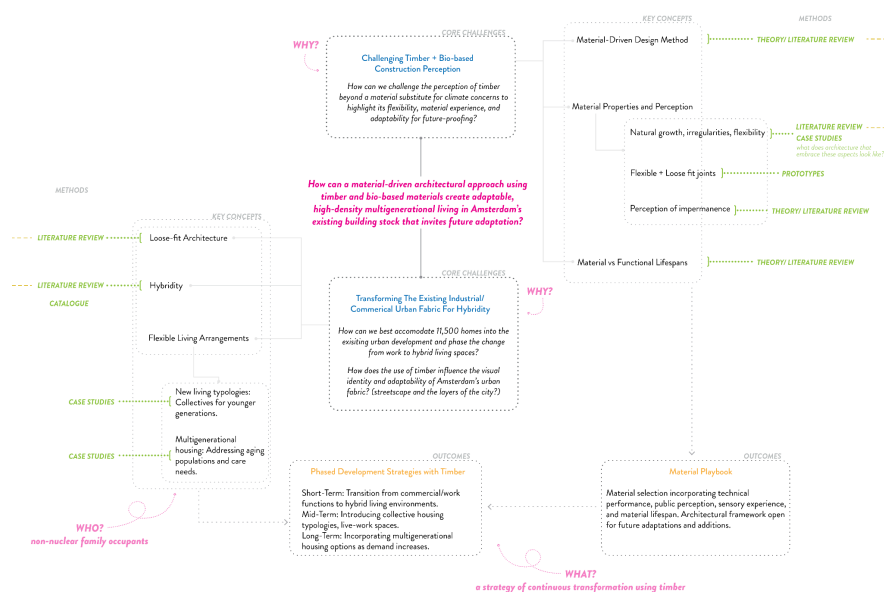 CORE CHALLENGES
WHY?
Challenging Timber + Bio-based
Construction Perception
How can we challenge the perception of timber
beyond a material substitute for climate concerns to
highlight its flexibility, material experience, and
adaptability for future-proofing?
KEY CONCEPTS
METHODS
Material-Driven Design Method
THEORY/ LITERATURE REVIEW
Material Properties and Perception
Natural growth, irregularities, flexibility
LITERATURE REVIEW
CASE STUDIES
what does architecture that
embrace these aspects look like?
Flexible + Loose fit joints
PROTOTYPES
Perception of impermanence
THEORY/ LITERATURE REVIEW
Material vs Functional Lifespans
THEORY/ LITERATURE REVIEW
How can a material-driven architectural approach using
timber and bio-based materials create adaptable,
high-density multigenerational living in Amsterdam's
existing building stock that invites future adaptation?
METHODS
KEY CONCEPTS
LITERATURE REVIEW
Loose-fit Architecture
LITERATURE REVIEW
Hybridity
CATALOGUE
Flexible Living Arrangements
CASE STUDIES
New living typologies:
Collectives for younger
generations.
CASE STUDIES
Multigenerational
housing: Addressing aging
populations and care
needs.
WHO?
non-nuclear family occupants
CORE CHALLENGES
WHY?
Transforming The Existing Industrial/
Commerical Urban Fabric For Hybridity
How can we best accomodate 11,500 homes into the
exisiting urban development and phase the change
from work to hybrid living spaces?
How does the use of timber influence the visual
identity and adaptability of Amsterdam's urban
fabric? (streetscape and the layers of the city?)
OUTCOMES
Phased Development Strategies with Timber
Short-Term: Transition from commercial/work
functions to hybrid living environments.
Mid-Term: Introducing collective housing
typologies, live-work spaces.
Long-Term: Incorporating multigenerational
housing options as demand increases.
OUTCOMES
Material Playbook
Material selection incorporating technical
performance, public perception, sensory experience,
and material lifespan. Architectural framework open
for future adaptations and additions.
WHAT?
a strategy of continuous transformation using timber